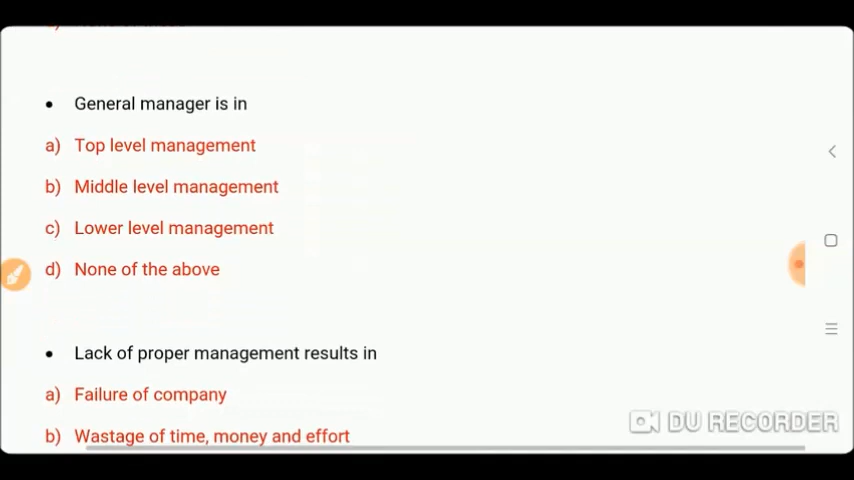 • General manager is in
a) Top level management
b) Middle level management
c) Lower level management
d) None of the above
• Lack of proper management results in
a) Failure of company
b) Wastage of time, money and effort
DU RECORDER